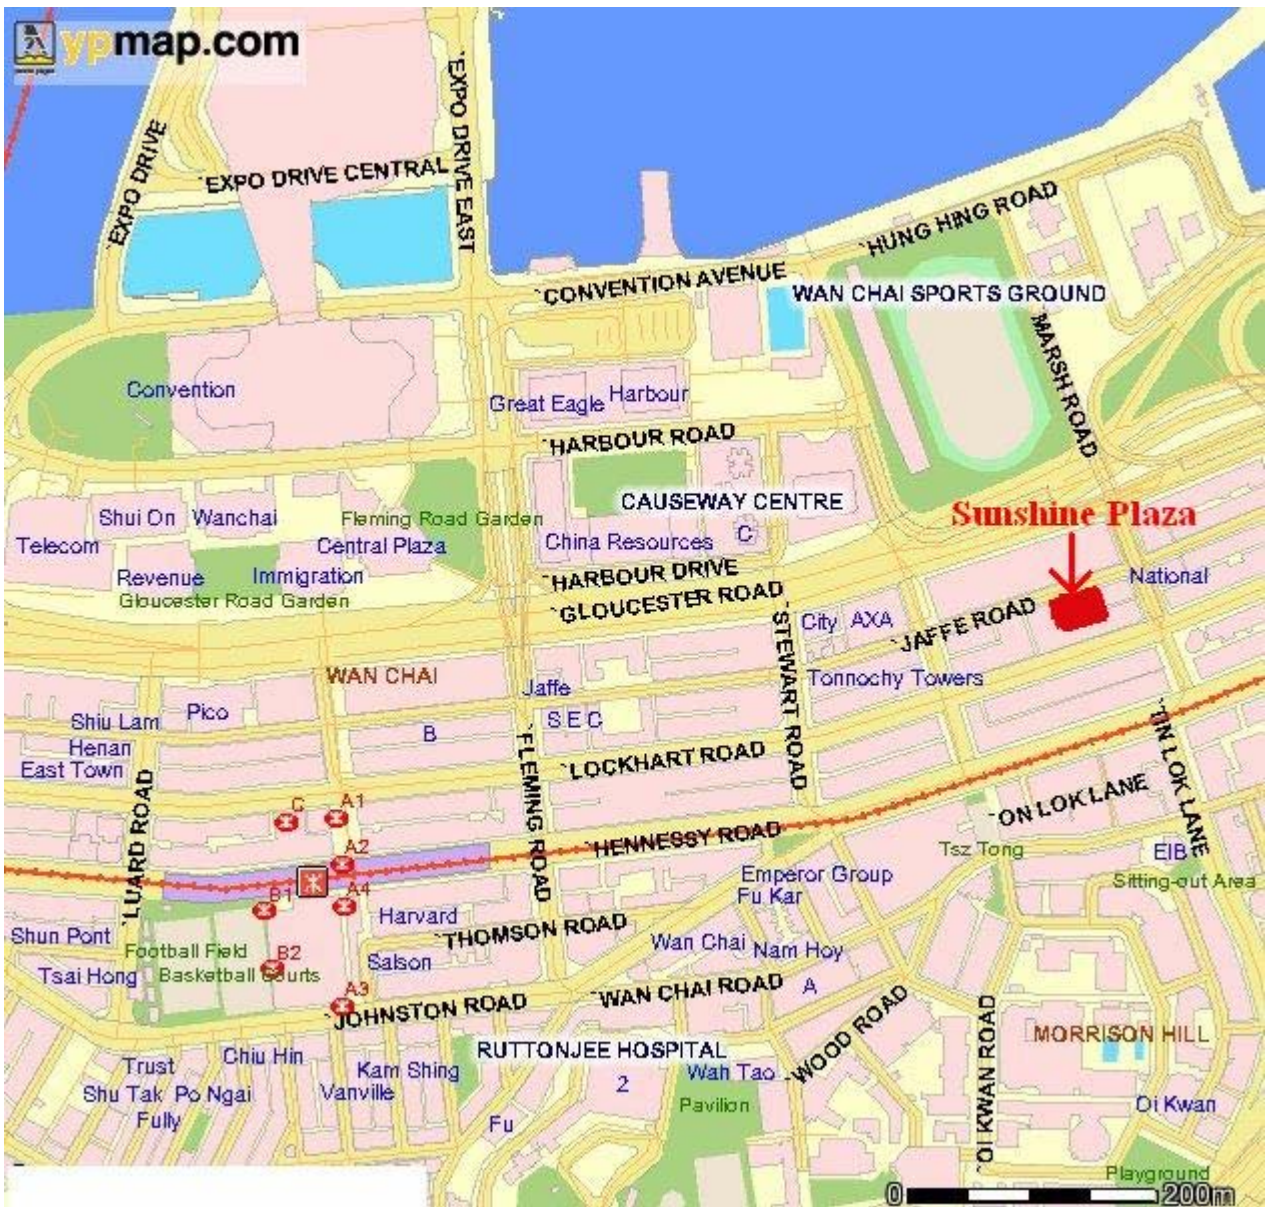 ypmap.com
EXPO DRIVE
EXPO DRIVE CENTRAL
EXPO DRIVE EAST
HUNG HING ROAD
CONVENTION AVENUE
WAN CHAI SPORTS GROUND
MARSH ROAD
Convention
Great Eagle
Harbour
HARBOUR ROAD
CAUSEWAY CENTRE
Sunshine Plaza
Shui On
Wanchai
Fleming Road Garden
Telecom
Central Plaza
China Resources
C
Revenue
Immigration
HARBOUR DRIVE
National
Gloucester Road Garden
GLOUCESTER ROAD
City
AXA
JAFFE ROAD
STEWART ROAD
WAN CHAI
Jaffe
Tonnochy Towers
Shiu Lam
Pico
S E C
B
Henan
East Town
LUARD ROAD
FLEMING ROAD
LOCKHART ROAD
TIN LOK LANE
C
A1
ON LOK LANE
HENNESSY ROAD
A2
Tsz Tong
EIB
Emperor Group
Sitting-out Area
Fu Kar
B1
A4
Harvard
THOMSON ROAD
Shun Pont
Football Field
Wan Chai
Nam Hoy
B2
Salson
Tsai Hong
Basketball Courts
WAN CHAI ROAD
A
A3
JOHNSTON ROAD
WOOD ROAD
OI KWAN ROAD
MORRISON HILL
RUTTONJEE HOSPITAL
Chiu Hin
Trust
Kam Shing
2
Wah Tao
Shu Tak
Po Ngai
Vanville
Pavilion
Oi Kwan
Fully
Fu
Playground
0
200m